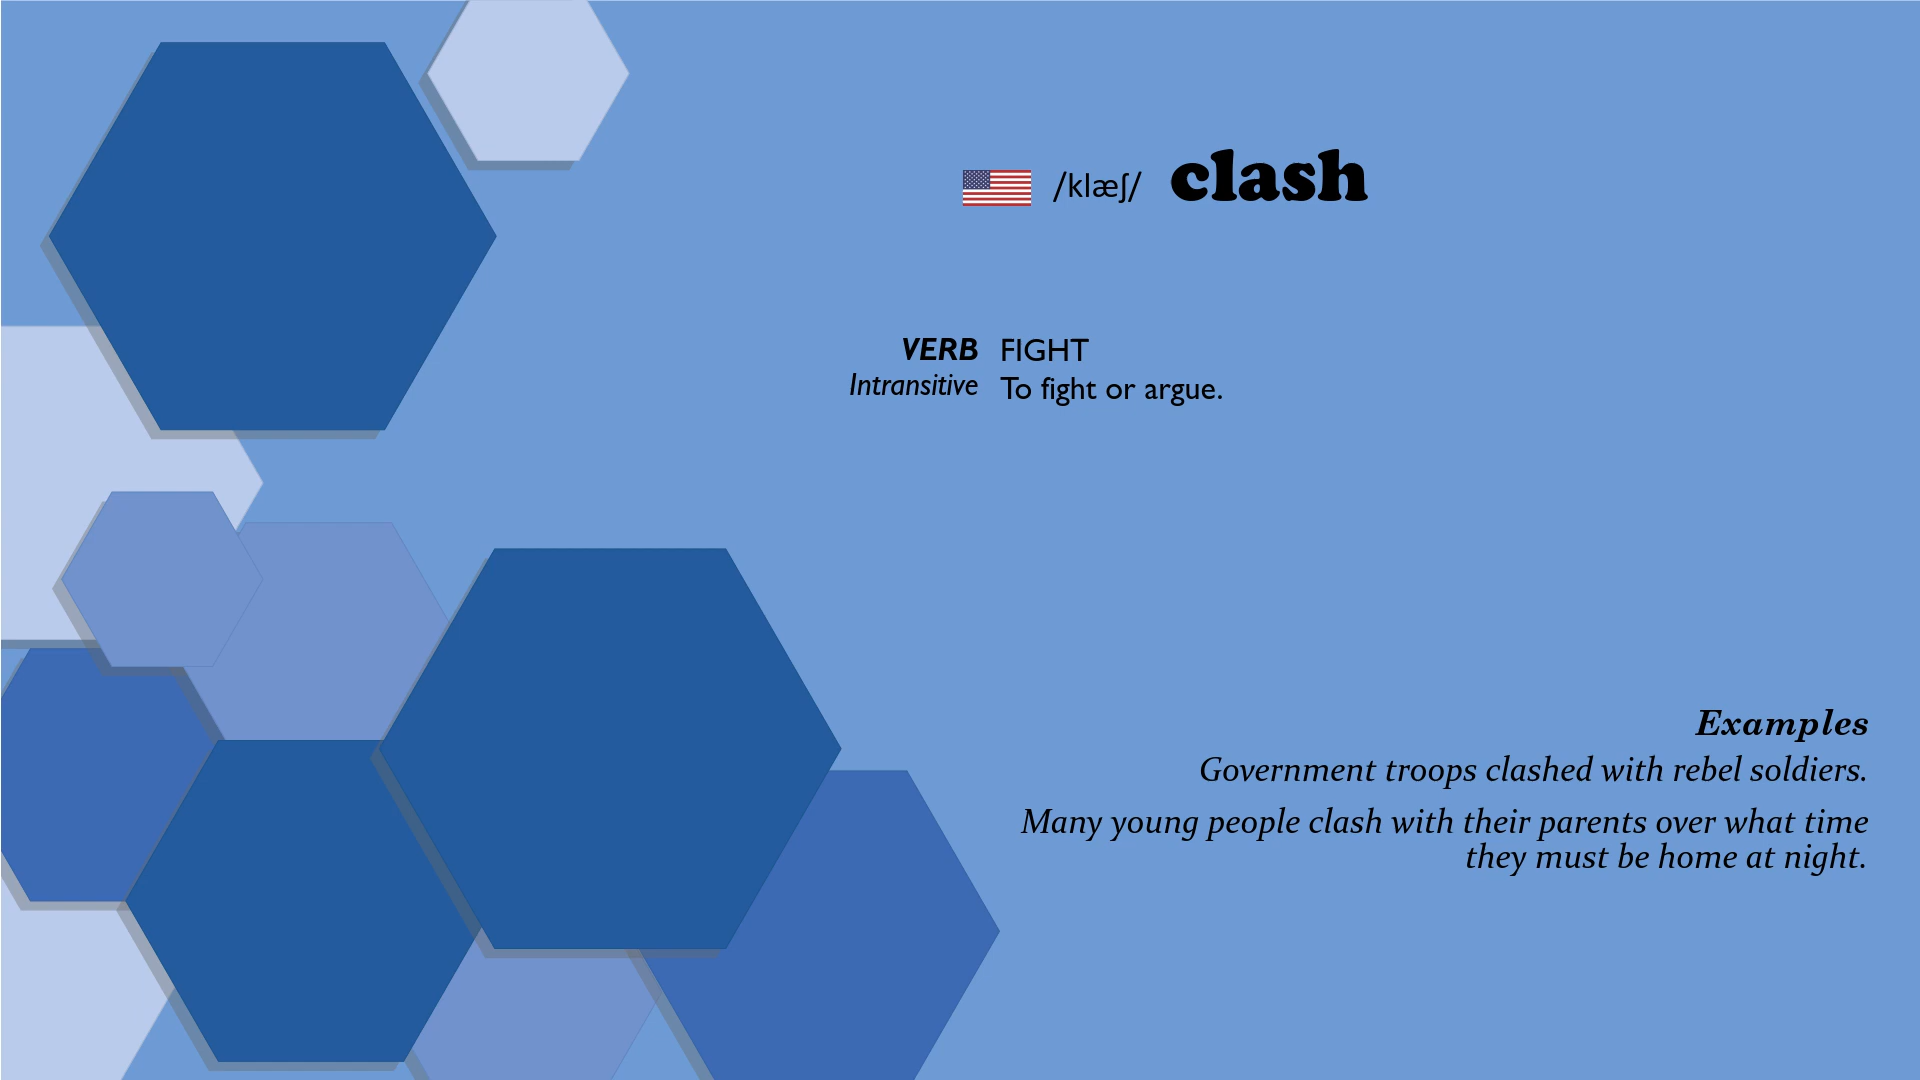 /klæʃ/ clash
VERB FIGHT
Intransitive To fight or argue.
Examples
Government troops clashed with rebel soldiers.
Many young people clash with their parents over what time
they must be home at night.